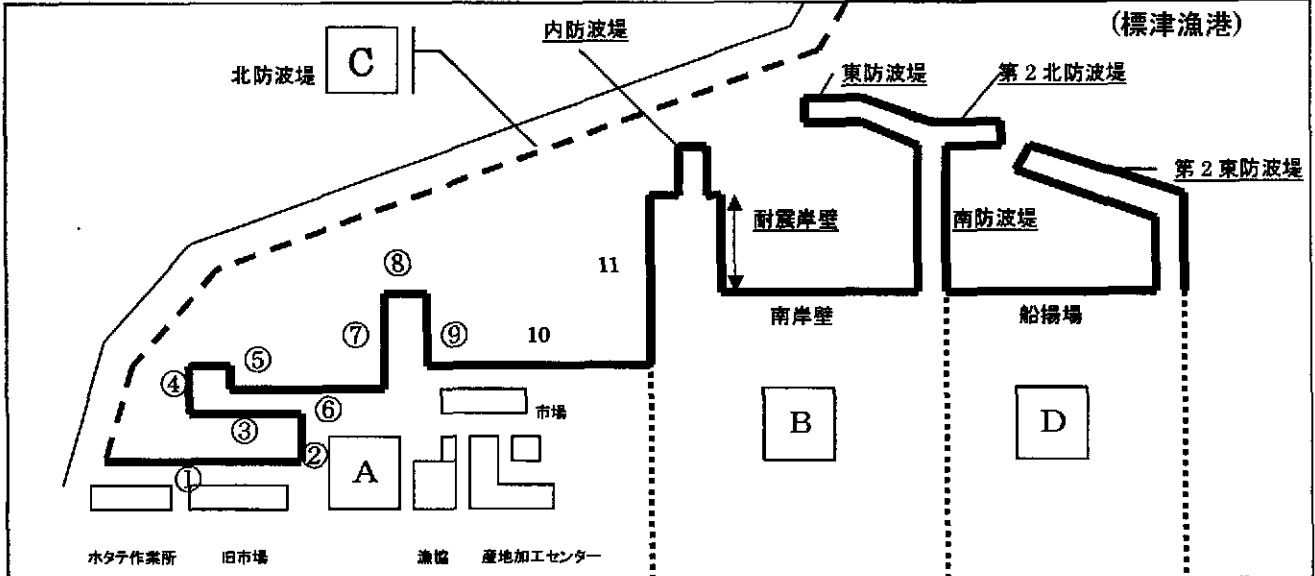 (標津漁港)
内防波堤
北防波堤
C
東防波堤
第2北防波堤
第2東防波堤
耐震岸壁
南防波堤
⑧
11
南岸壁
船揚場
⑦
⑨
10
⑤
④
⑥
市場
③
②
A
B
D
①
ホタテ作業所
旧市場
漁協
産地加工センター